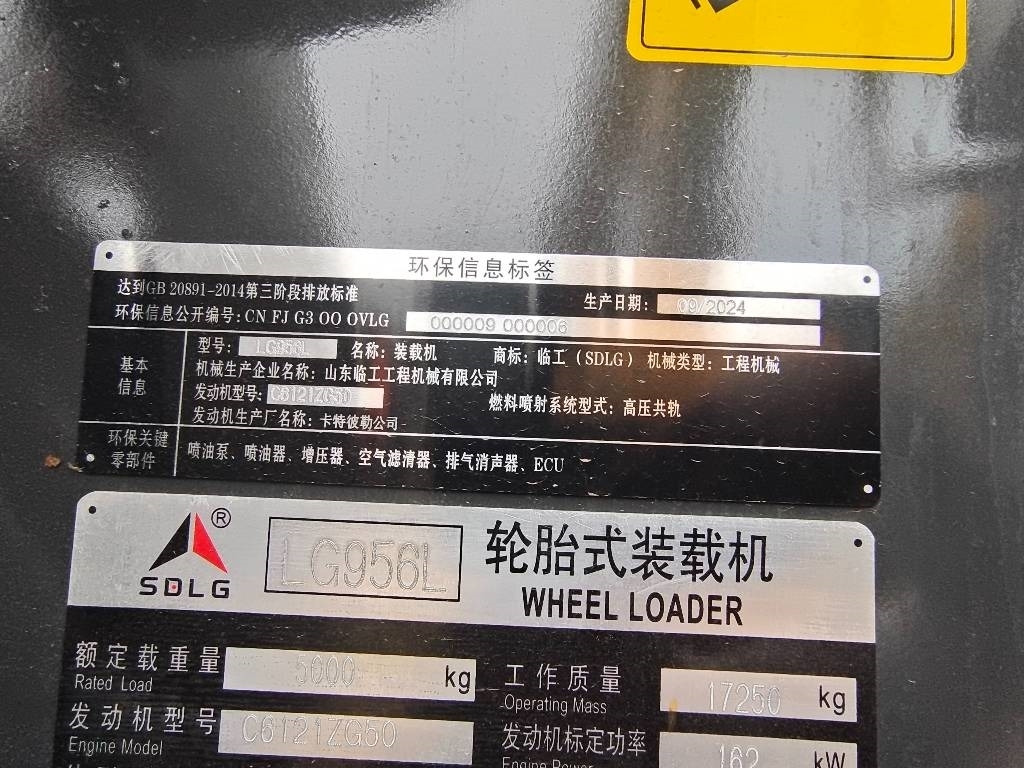 环保信息标签
达到GB 20891-2014第三阶段排放标准 生产日期: 09/2024
环保信息公开编号: CN FJ G3 OO OVLG 000009 000006
基本信息
型号: LG956L 名称: 装载机 商标: 临工（SDLG） 机械类型: 工程机械
机械生产企业名称: 山东临工工程机械有限公司
发动机型号: C6121ZG50 燃料喷射系统型式: 高压共轨
发动机生产厂名称: 卡特彼勒公司
环保关键零部件
喷油泵、喷油器、增压器、空气滤清器、排气消声器、ECU
SDLG ® LG956L 轮胎式装载机
WHEEL LOADER
额定载重量 5000 kg 工作质量 17250 kg
Rated Load Operating Mass
发动机型号 C6121ZG50 发动机标定功率 162 kW
Engine Model Engine Power